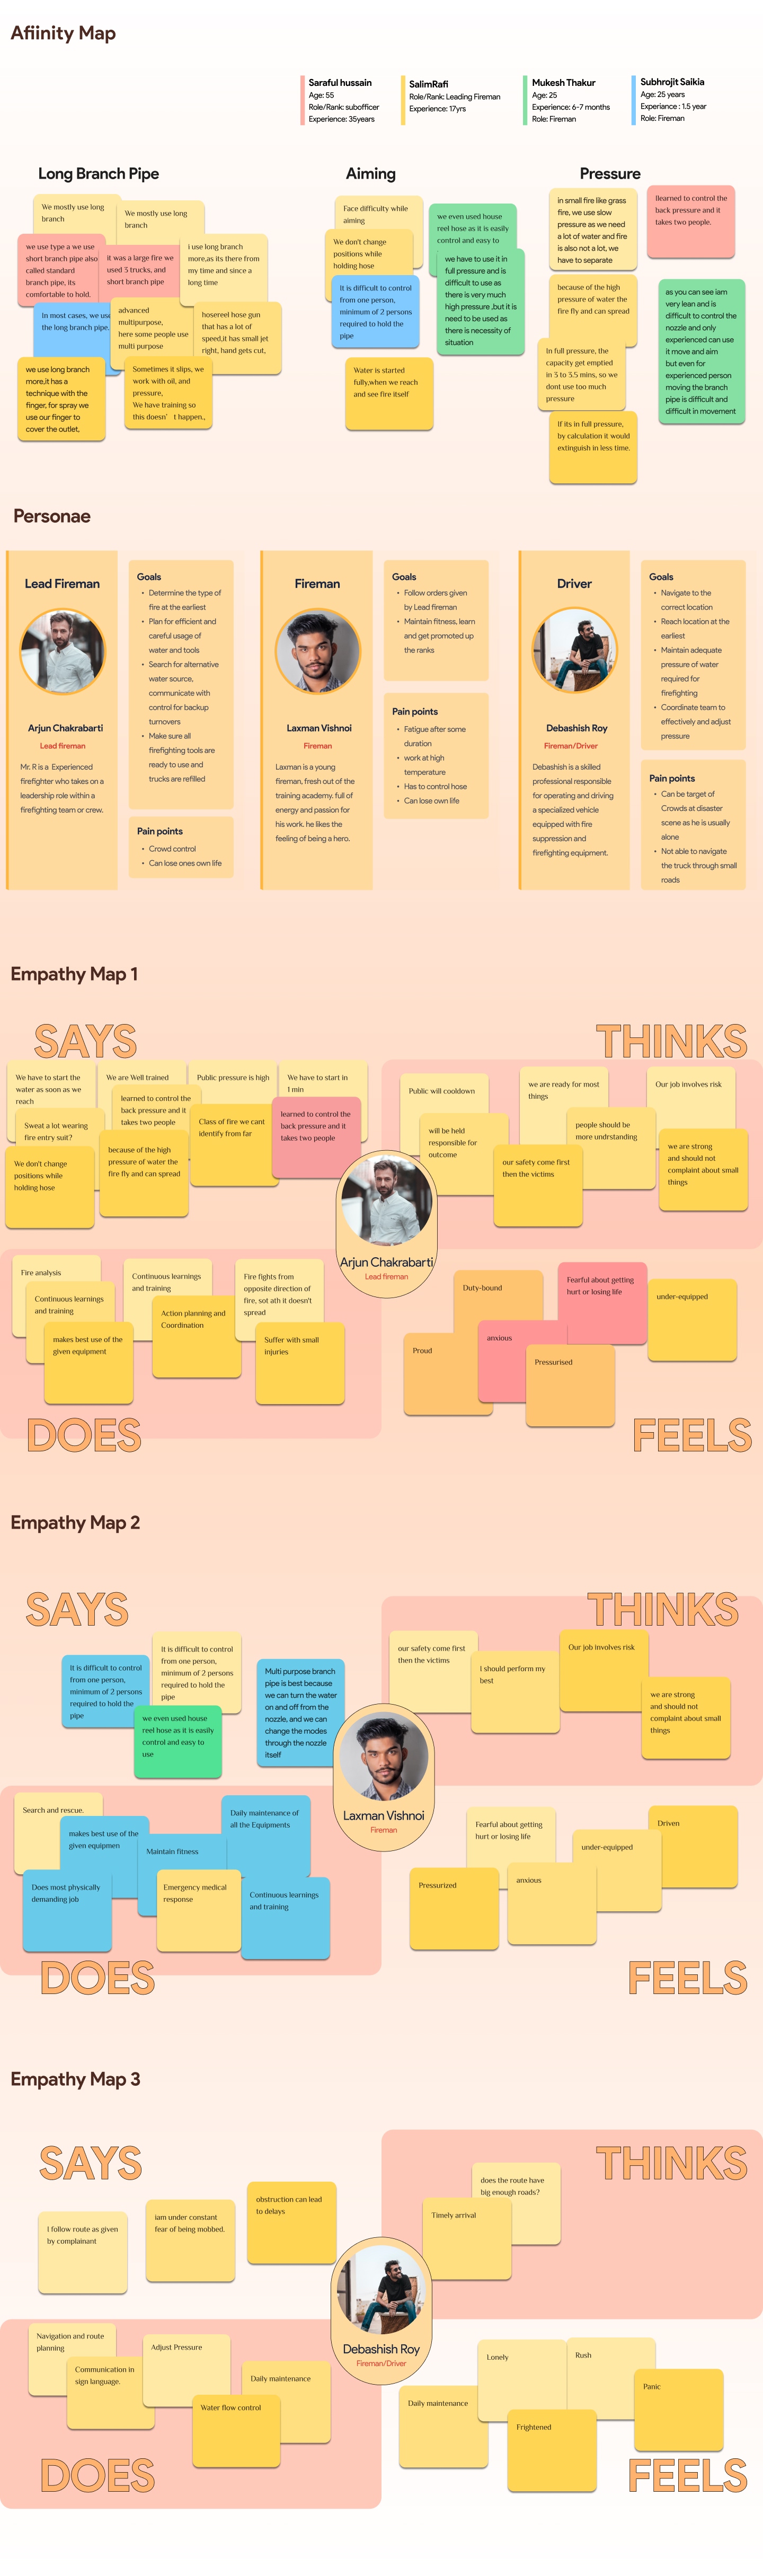 Afiinity Map
Saraful hussain
Age: 55
Role/Rank: subofficer
Experience: 35years
SalimRafi
Role/Rank: Leading Fireman
Experience: 17yrs
Mukesh Thakur
Age: 25
Experience: 6-7 months
Role: Fireman
Subhrojit Saikia
Age: 25 years
Experiance : 1.5 year
Role: Fireman
Long Branch Pipe
We mostly use long
branch
We mostly use long
branch
we use type a we use
short branch pipe also
called standard
branch pipe, its
comfortable to hold.
it was a large fire we
used 3 trucks, and
short branch pipe
i use long branch
more,as its there from
my time and since a
long time
In most cases, we use
the long branch pipe.
advanced
multipurpose,
here some people use
multi purpose
hosereel hose gun
that has a lot of
speed,it has small jet
right, hand gets cut,
we use long branch
more,it has a
technique with the
finger, for spray we
use our finger to
cover the outlet,
Sometimes it slips, we
work with oil, and
pressure,
We have training so
this doesn' t happen.,
Aiming
Face difficulty while
aiming
We don't change
positions while
holding hose
It is difficult to control
from one person,
minimum of 2 persons
required to hold the
pipe
we even used house
reel hose as it is easily
control and easy to
we have to use it in
full pressure and is
difficult to use as
there is very much
high pressure ,but it is
need to be used as
there is necessity of
situation
Water is started
fully,when we reach
and see fire itself
Pressure
in small fire like grass
fire, we use slow
pressure as we need
a lot of water and fire
is also not a lot, we
have to separate
Ilearned to control the
back pressure and it
takes two people.
because of the high
pressure of water the
fire fly and can spread
as you can see iam
very lean and is
difficult to control the
nozzle and only
experienced can use
it move and aim
but even for
experienced person
moving the branch
pipe is difficult and
difficult in movement
In full pressure, the
capacity get emptied
in 3 to 3.5 mins, so we
dont use too much
pressure
If its in full pressure,
by calculation it would
extinguish in less time.
Personae
Lead Fireman
Arjun Chakrabarti
Lead fireman
Mr. R is a Experienced
firefighter who takes on a
leadership role within a
firefighting team or crew.
Goals
• Determine the type of
fire at the earliest
• Plan for efficient and
careful usage of
water and tools
• Search for alternative
water source,
communicate with
control for backup
turnovers
• Make sure all
firefighting tools are
ready to use and
trucks are refilled
Pain points
• Crowd control
• Can lose ones own life
Fireman
Laxman Vishnoi
Fireman
Laxman is a young
fireman, fresh out of the
training academy. full of
energy and passion for
his work. he likes the
feeling of being a hero.
Goals
• Follow orders given
by Lead fireman
• Maintain fitness, learn
and get promoted up
the ranks
Pain points
• Fatigue after some
duration
• work at high
temperature
• Has to control hose
• Can lose own life
Driver
Debashish Roy
Fireman/Driver
Debashish is a skilled
professional responsible
for operating and driving
a specialized vehicle
equipped with fire
suppression and
firefighting equipment.
Goals
• Navigate to the
correct location
• Reach location at the
earliest
• Maintain adequate
pressure of water
required for
firefighting
• Coordinate team to
effectively and adjust
pressure
Pain points
• Can be target of
Crowds at disaster
scene as he is usually
alone
• Not able to navigate
the truck through small
roads
Empathy Map 1
SAYS
We have to start the
water as soon as we
reach
We are Well trained
Public pressure is high
We have to start in
1 min
Sweat a lot wearing
fire entry suit?
learned to control the
back pressure and it
takes two people
Class of fire we cant
identify from far
learned to control the
back pressure and it
takes two people
We don't change
positions while
holding hose
because of the high
pressure of water the
fire fly and can spread
THINKS
Public will cooldown
we are ready for most
things
Our job involves risk
will be held
responsible for
outcome
people should be
more undrstanding
our safety come first
then the victims
we are strong
and should not
complaint about small
things
Arjun Chakrabarti
Lead fireman
Fire analysis
Continuous learnings
and training
Fire fights from
opposite direction of
fire, sot ath it doesn't
spread
Continuous learnings
and training
Action planning and
Coordination
makes best use of the
given equipment
Suffer with small
injuries
DOES
Duty-bound
Fearful about getting
hurt or losing life
under-equipped
Proud
anxious
Pressurised
FEELS
Empathy Map 2
SAYS
It is difficult to control
from one person,
minimum of 2 persons
required to hold the
pipe
it is difficult to control
from one person,
minimum of 2 persons
required to hold the
pipe
Multi purpose branch
pipe is best because
we can turn the water
on and off from the
nozzle, and we can
change the modes
through the nozzle
itself
we even used house
reel hose as it is easily
control and easy to
use
THINKS
our safety come first
then the victims
I should perform my
best
Our job involves risk
we are strong
and should not
complaint about small
things
Laxman Vishnoi
Fireman
Search and rescue.
makes best use of the
given equipmen
Daily maintenance of
all the Equipments
Maintain fitness
Does most physically
demanding job
Emergency medical
response
Continuous learnings
and training
DOES
Fearful about getting
hurt or losing life
Driven
under-equipped
Pressurized
anxious
FEELS
Empathy Map 3
SAYS
I follow route as given
by complainant
iam under constant
fear of being mobbed.
obstruction can lead
to delays
THINKS
does the route have
big enough roads?
Timely arrival
Debashish Roy
Fireman/Driver
Navigation and route
planning
Adjust Pressure
Communication in
sign language.
Daily maintenance
Water flow control
DOES
Lonely
Rush
Panic
Daily maintenance
Frightened
FEELS